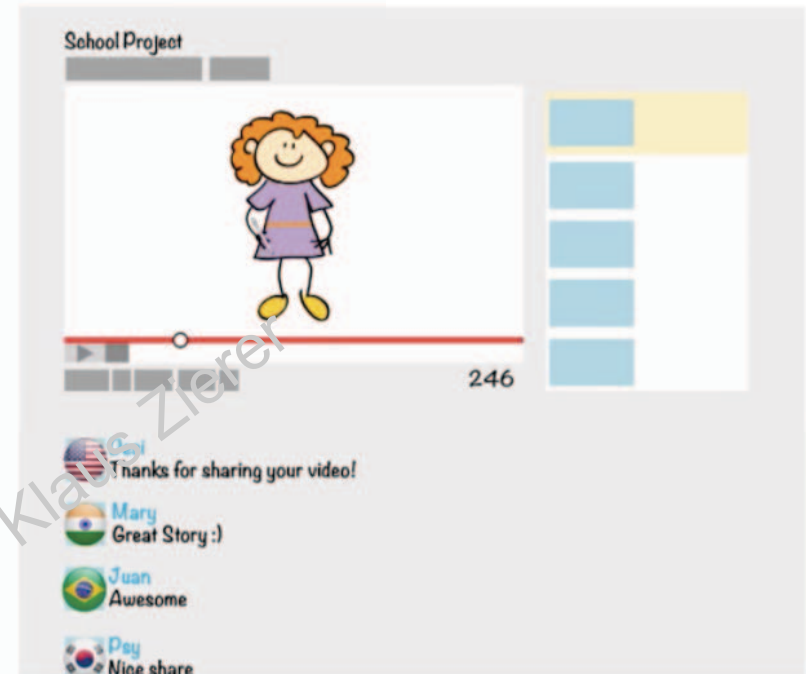 School Project
246
Thanks for sharing your video!
Mary
Great Story :)
Juan
Awesome
Psy
Nice share
Klaus Zierer